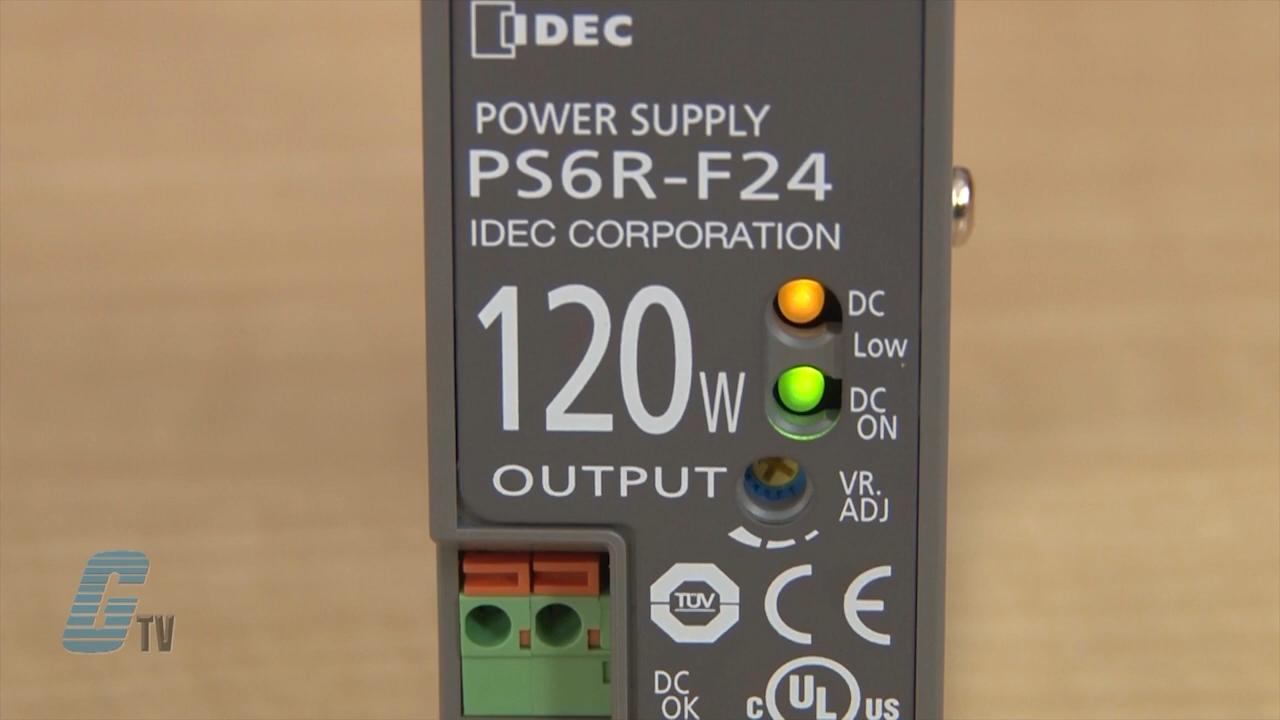 IDEC
POWER SUPPLY
PS6R-F24
IDEC CORPORATION
120W
DC
Low
DC
ON
OUTPUT
VR.
ADJ
TÜV
CE
DC
OK
C UL US
GTV